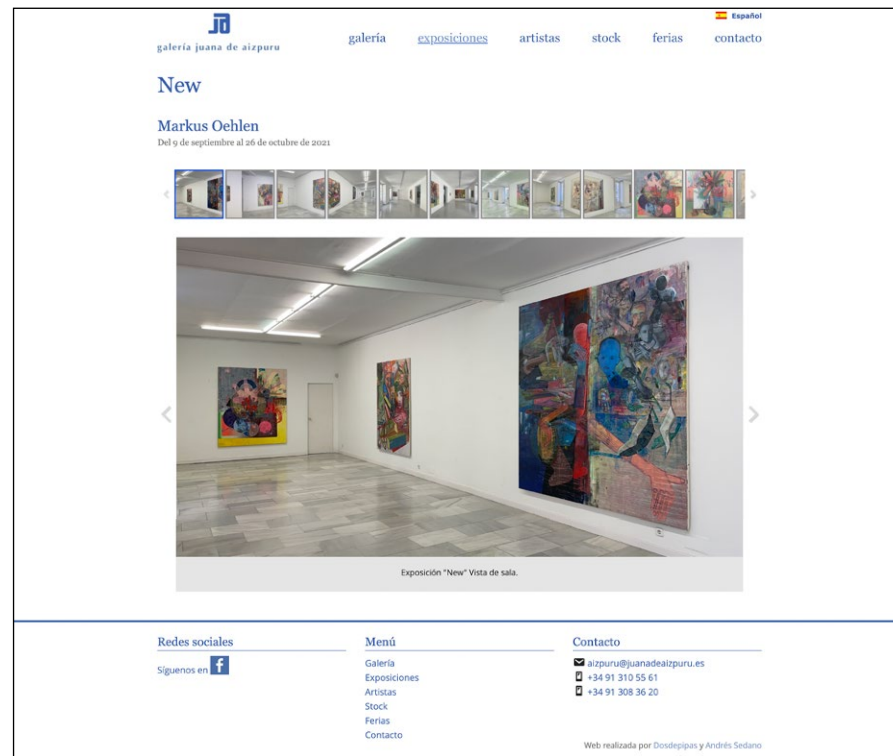 Español
galería juana de aizpuru
galería exposiciones artistas stock ferias contacto
New
Markus Oehlen
Del 9 de septiembre al 26 de octubre de 2021
Exposición "New" Vista de sala.
Redes sociales
Síguenos en f
Menú
Galería
Exposiciones
Artistas
Stock
Ferias
Contacto
Contacto
aizpuru@juanadeaizpuru.es
+34 91 310 55 61
+34 91 308 36 20
Web realizada por Dosdepipas y Andrés Sedano